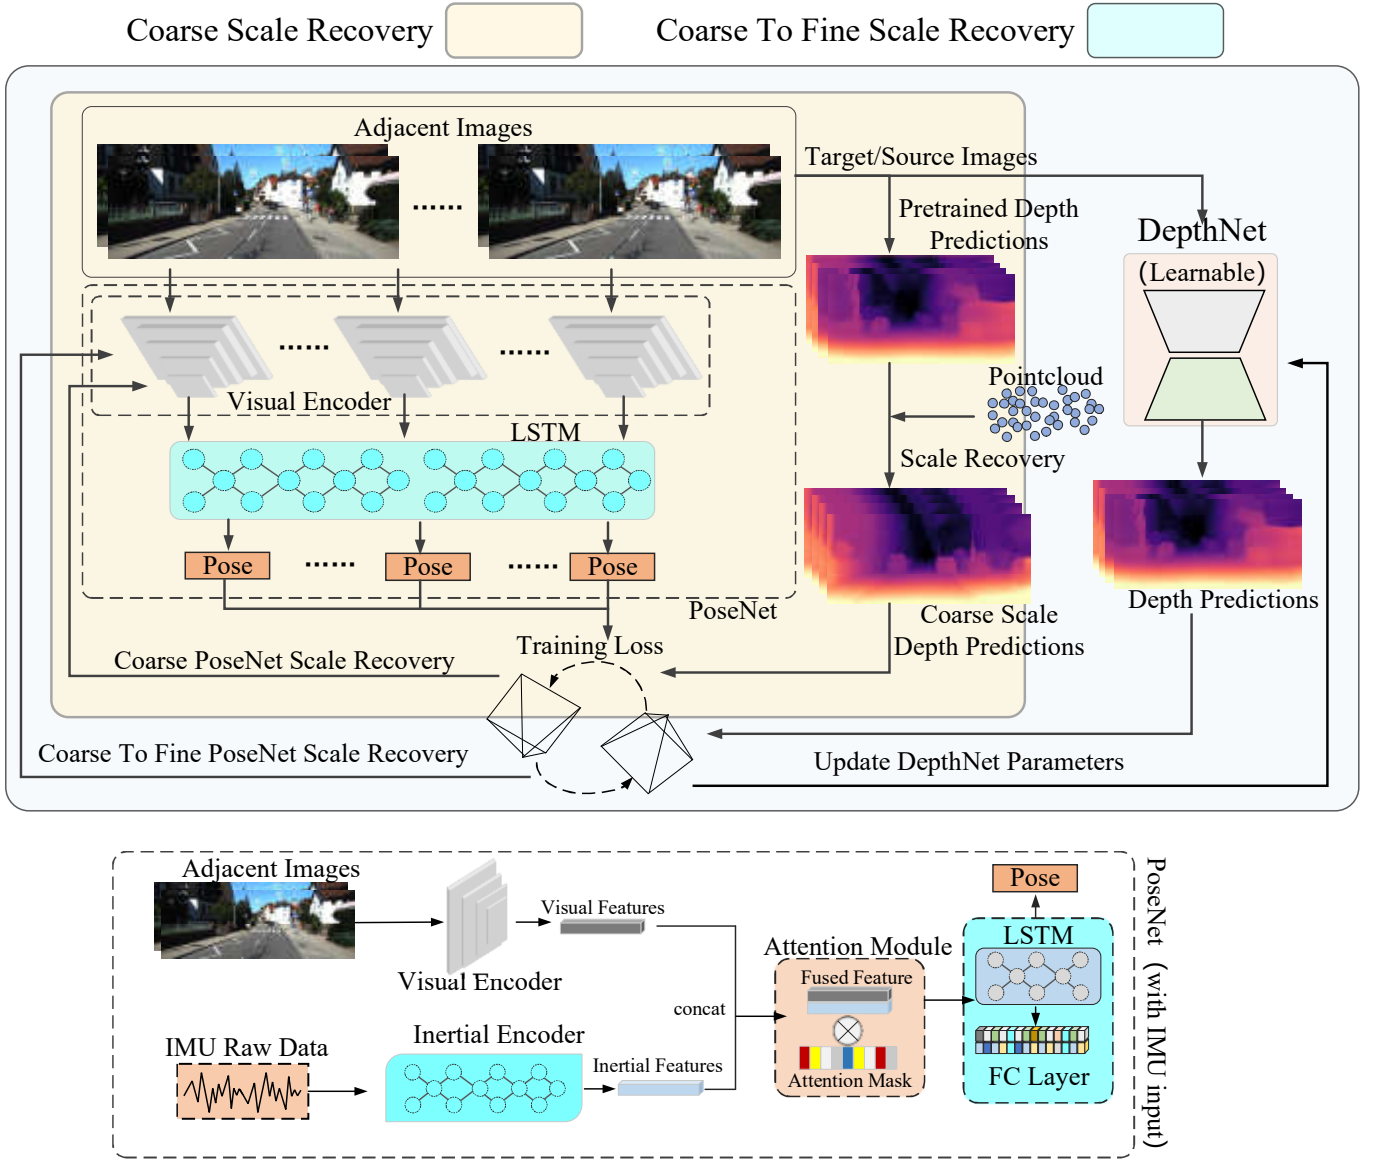 Coarse Scale Recovery
Coarse To Fine Scale Recovery
Adjacent Images
Target/Source Images
Pretrained Depth
Predictions
DepthNet
(Learnable)
Pointcloud
Visual Encoder
LSTM
Scale Recovery
Pose
Pose
Pose
PoseNet
Coarse Scale
Depth Predictions
Depth Predictions
Training Loss
Coarse PoseNet Scale Recovery
Coarse To Fine PoseNet Scale Recovery
Update DepthNet Parameters
Adjacent Images
Visual Encoder
Visual Features
IMU Raw Data
Inertial Encoder
Inertial Features
concat
Attention Module
Fused Feature
Attention Mask
Pose
LSTM
FC Layer
PoseNet (with IMU input)